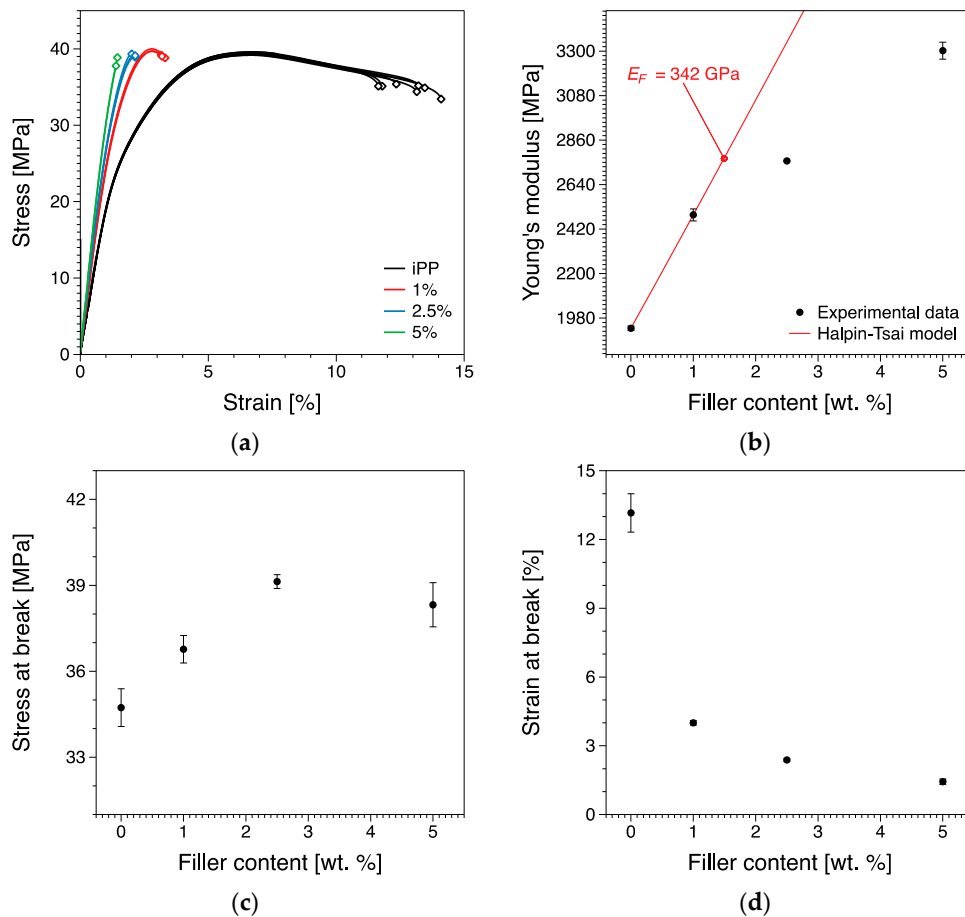 50
40
30
20
10
0
Stress [MPa]
iPP
1%
2.5%
5%
0 5 10 15
Strain [%]
(a)
3300
3080
2860
2640
2420
2200
1980
Young's modulus [MPa]
E_F = 342 GPa
Experimental data
Halpin-Tsai model
0 1 2 3 4 5
Filler content [wt. %]
(b)
42
39
36
33
Stress at break [MPa]
0 1 2 3 4 5
Filler content [wt. %]
(c)
15
12
9
6
3
0
Strain at break [%]
0 1 2 3 4 5
Filler content [wt. %]
(d)